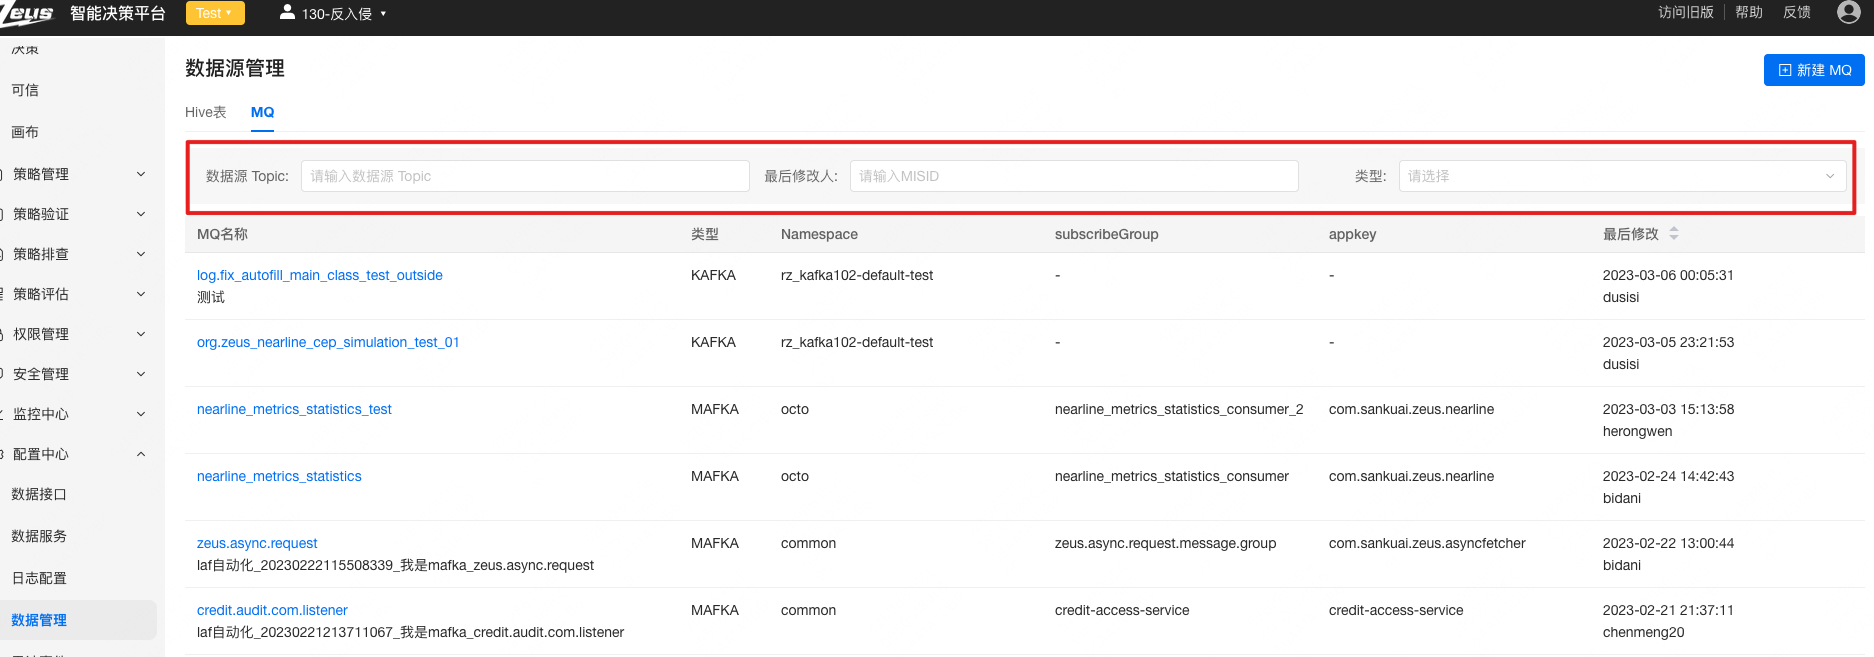 Zeus 智能决策平台 Test 130-反入侵 访问旧版 帮助 反馈
决策
可信
画布
策略管理
策略验证
策略排查
策略评估
权限管理
安全管理
监控中心
配置中心
数据接口
数据服务
日志配置
数据管理
数据源管理
新建 MQ
Hive表 MQ
数据源 Topic: 请输入数据源 Topic 最后修改人: 请输入MISID 类型: 请选择
MQ名称 类型 Namespace subscribeGroup appkey 最后修改
log.fix_autofill_main_class_test_outside KAFKA rz_kafka102-default-test - - 2023-03-06 00:05:31
测试 dusisi
org.zeus_nearline_cep_simulation_test_01 KAFKA rz_kafka102-default-test - - 2023-03-05 23:21:53
dusisi
nearline_metrics_statistics_test MAFKA octo nearline_metrics_statistics_consumer_2 com.sankuai.zeus.nearline 2023-03-03 15:13:58
herongwen
nearline_metrics_statistics MAFKA octo nearline_metrics_statistics_consumer com.sankuai.zeus.nearline 2023-02-24 14:42:43
bidani
zeus.async.request MAFKA common zeus.async.request.message.group com.sankuai.zeus.asyncfetcher 2023-02-22 13:00:44
laf自动化_20230222115508339_我是mafka_zeus.async.request bidani
credit.audit.com.listener MAFKA common credit-access-service credit-access-service 2023-02-21 21:37:11
laf自动化_20230221213711067_我是mafka_credit.audit.com.listener chenmeng20